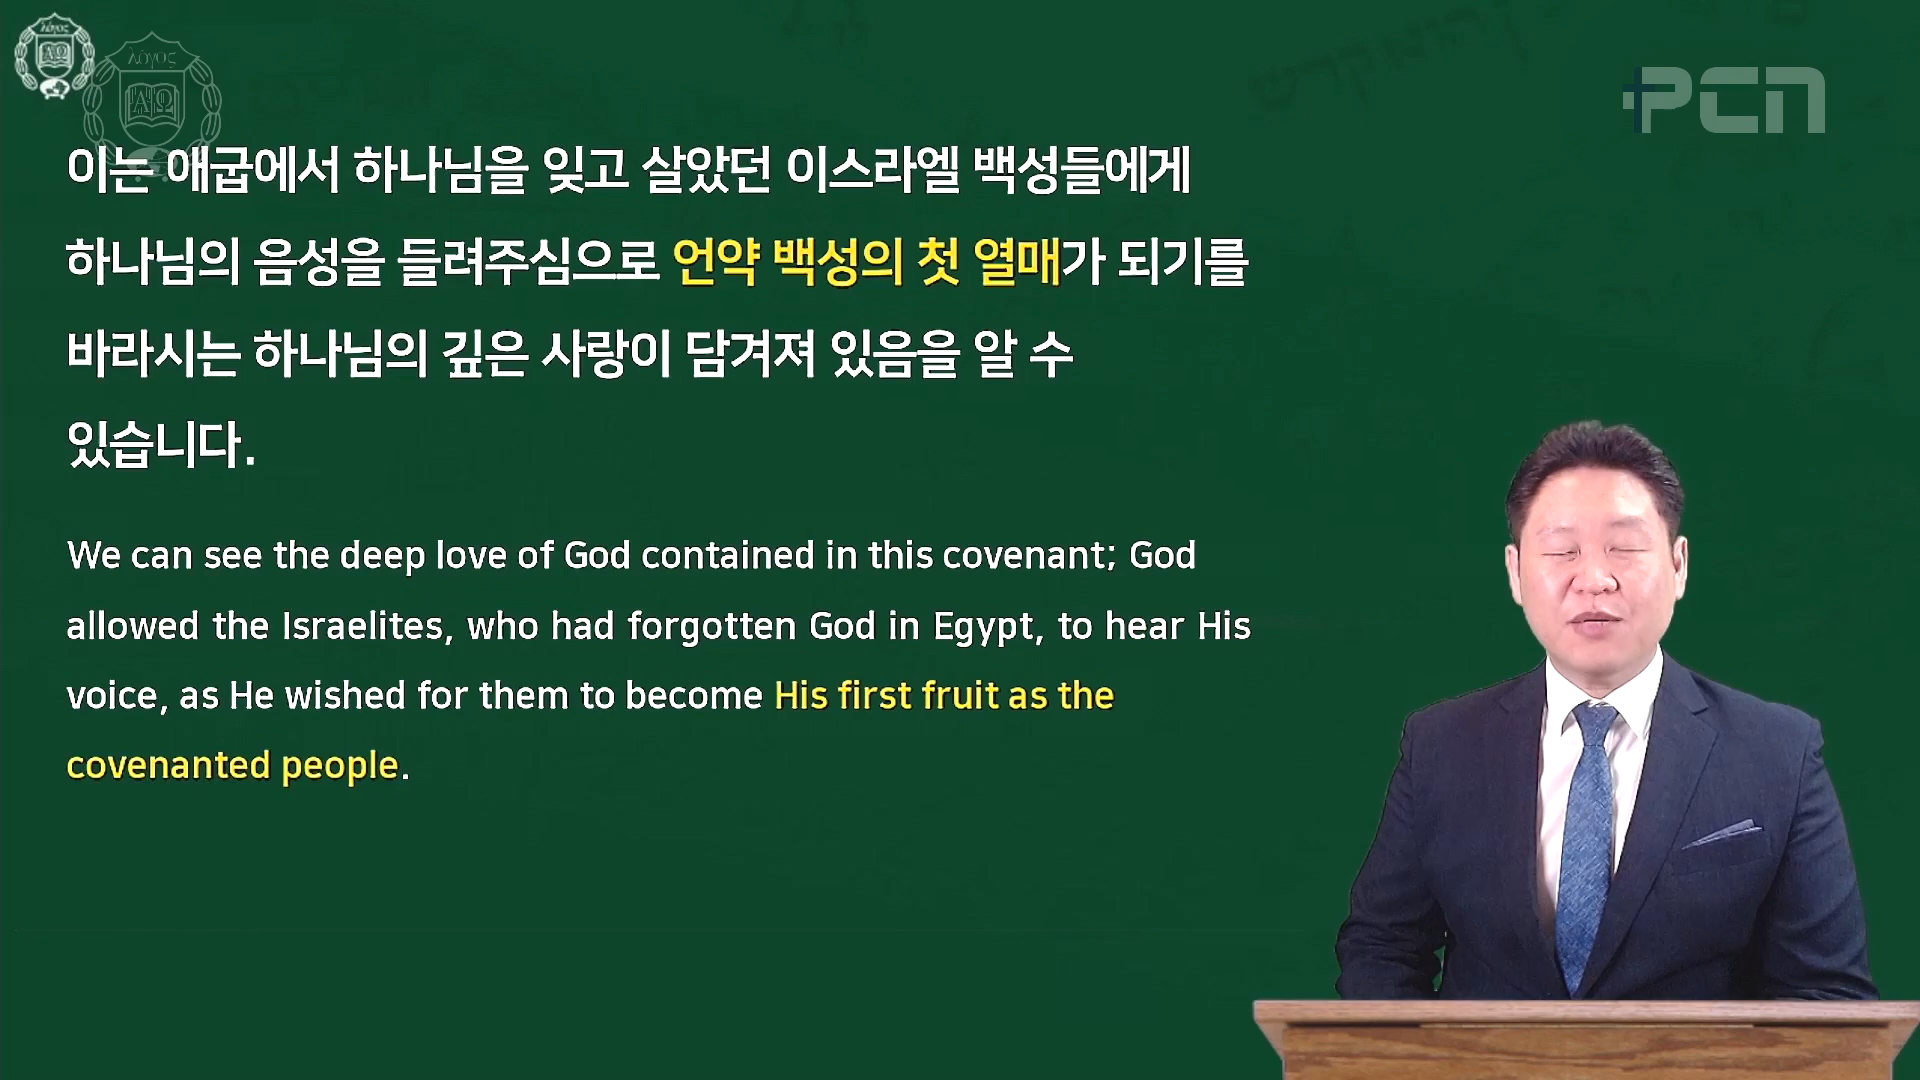 λόγος
ΑΩ
λόγος
ΑΩ
PCN
이는 애굽에서 하나님을 잊고 살았던 이스라엘 백성들에게
하나님의 음성을 들려주심으로 언약 백성의 첫 열매가 되기를
바라시는 하나님의 깊은 사랑이 담겨져 있음을 알 수
있습니다.
We can see the deep love of God contained in this covenant; God
allowed the Israelites, who had forgotten God in Egypt, to hear His
voice, as He wished for them to become His first fruit as the
covenanted people.